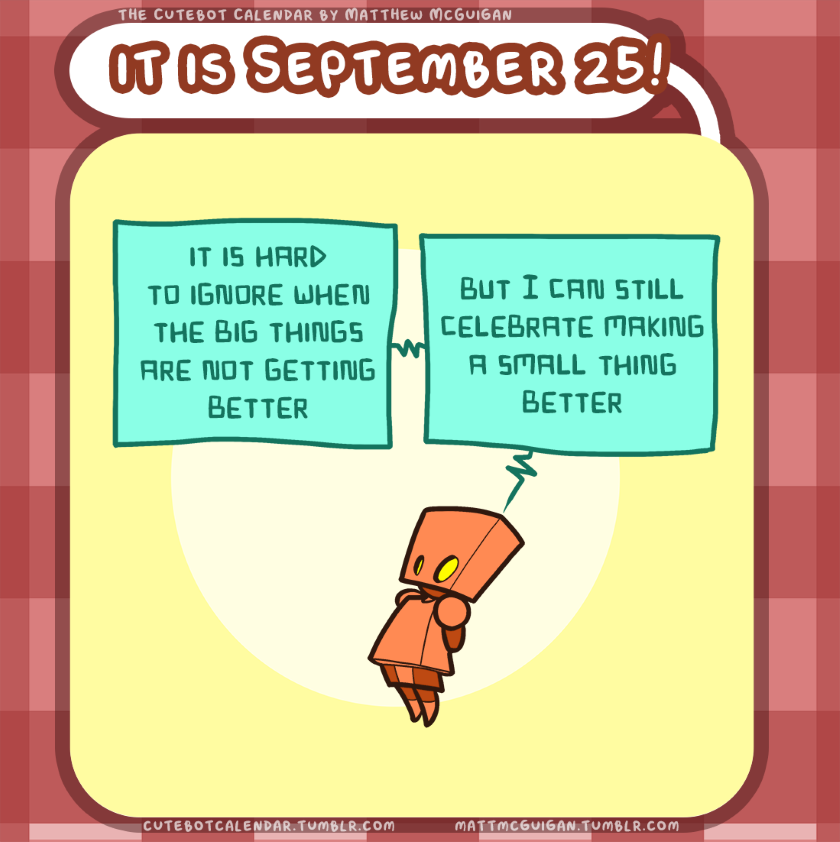 THE CUTEBOT CALENDAR BY MATTHEW MCGUIGAN
IT IS SEPTEMBER 25!
IT IS HARD
TO IGNORE WHEN
THE BIG THINGS
ARE NOT GETTING
BETTER
BUT I CAN STILL
CELEBRATE MAKING
A SMALL THING
BETTER
CUTEBOTCALENDAR.TUMBLR.COM
MATTMCGUIGAN.TUMBLR.COM